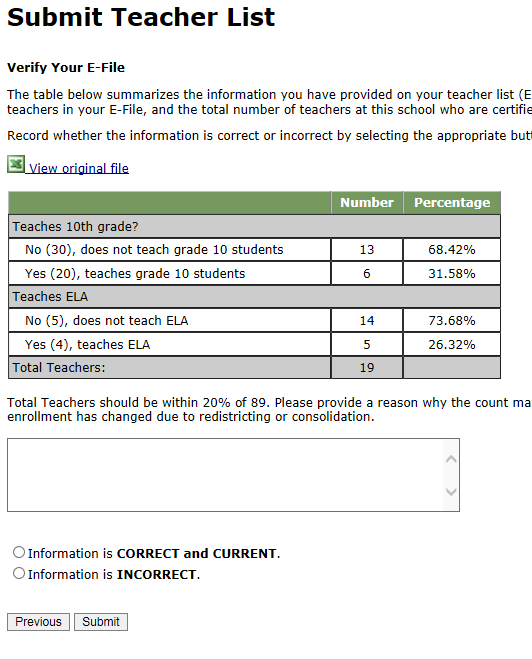 Submit Teacher List
Verify Your E-File
The table below summarizes the information you have provided on your teacher list (E
teachers in your E-File, and the total number of teachers at this school who are certifie
Record whether the information is correct or incorrect by selecting the appropriate but
View original file
Number Percentage
Teaches 10th grade?
No (30), does not teach grade 10 students 13 68.42%
Yes (20), teaches grade 10 students 6 31.58%
Teaches ELA
No (5), does not teach ELA 14 73.68%
Yes (4), teaches ELA 5 26.32%
Total Teachers: 19
Total Teachers should be within 20% of 89. Please provide a reason why the count ma
enrollment has changed due to redistricting or consolidation.
Information is CORRECT and CURRENT.
Information is INCORRECT.
Previous Submit